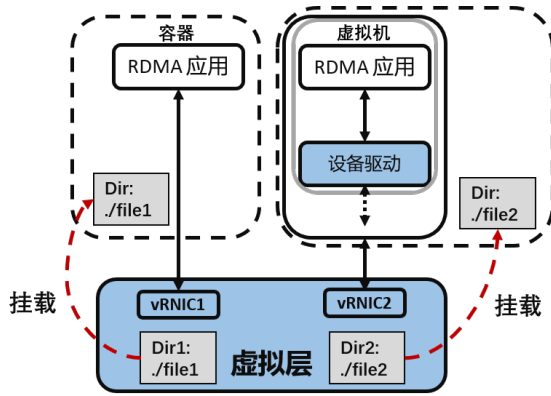 容器
RDMA 应用
Dir:
./file1
虚拟机
RDMA 应用
设备驱动
Dir:
./file2
挂载
挂载
vRNIC1
vRNIC2
Dir1:
./file1
虚拟层
Dir2:
./file2